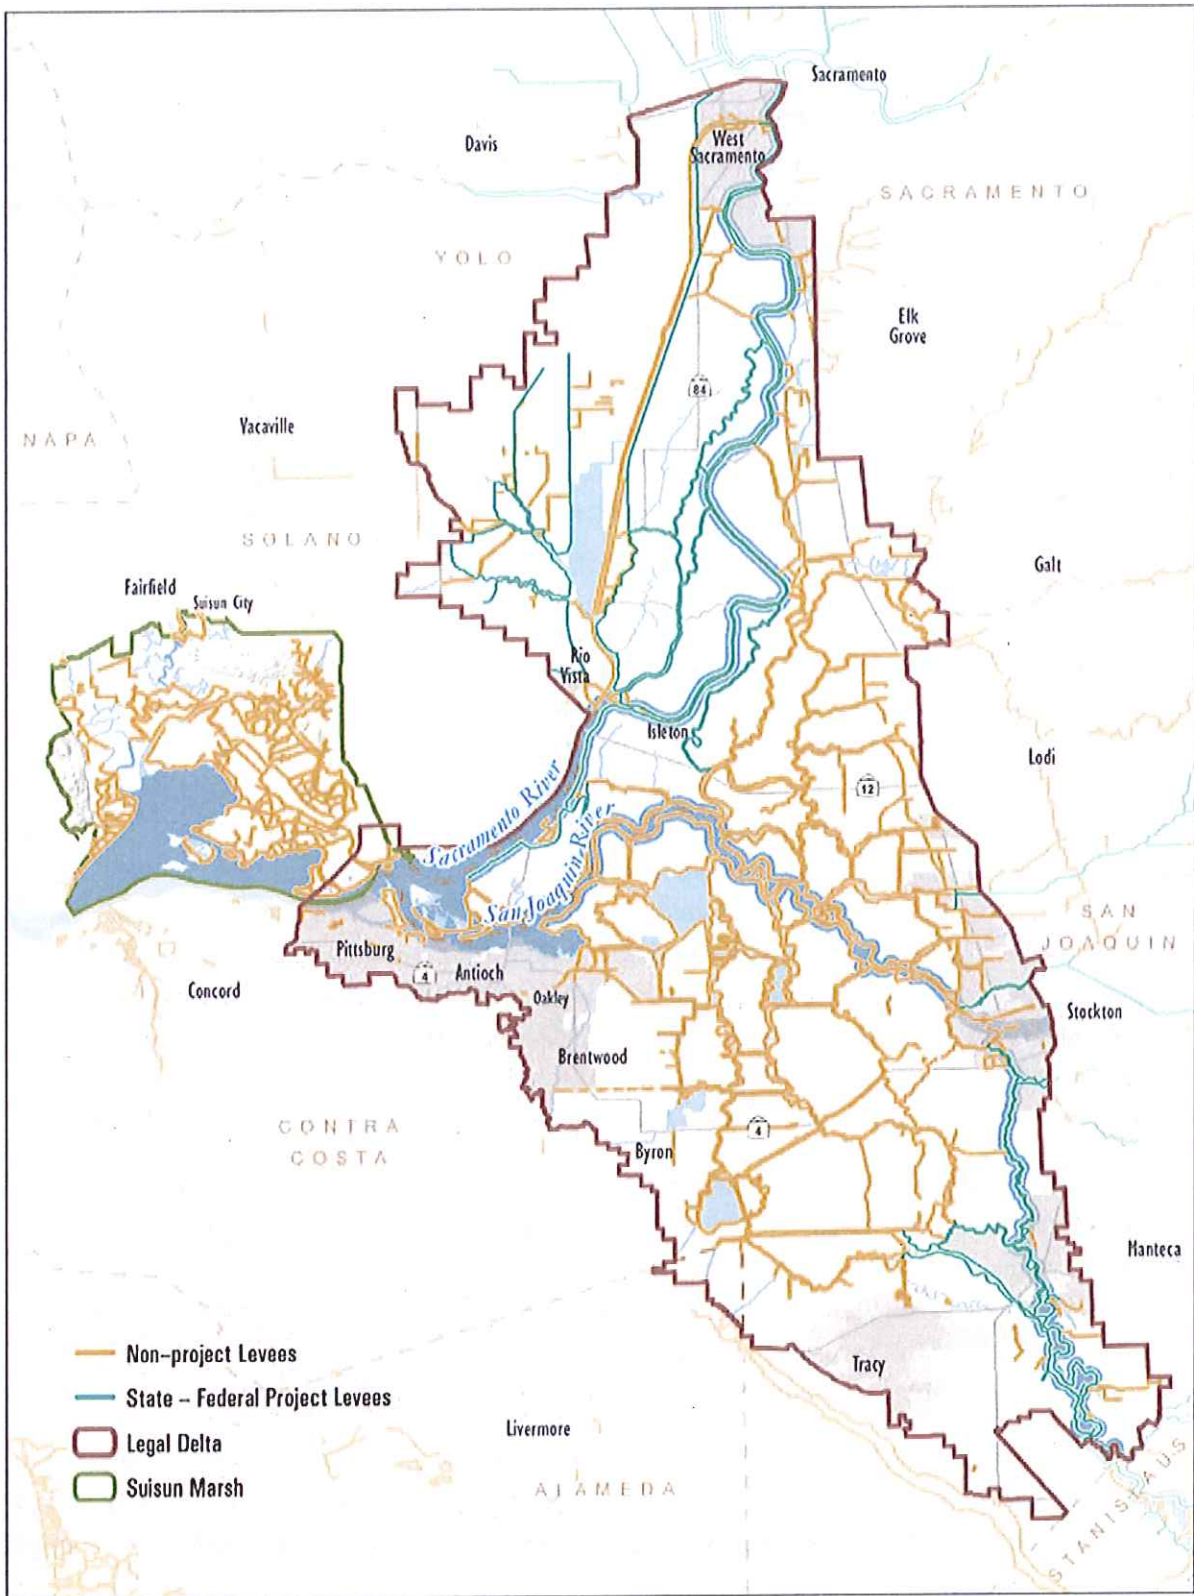 Sacramento
Davis
West
Sacramento
SACRAMENTO
YOLO
Elk
Grove
84
Vacaville
NAPA
SOLANO
Galt
Fairfield
Suisun City
Rio
Vista
Isleton
Lodi
12
Sacramento River
San Joaquin River
SAN
JOAQUIN
Pittsburg
4
Antioch
Concord
Oakley
Stockton
Brentwood
CONTRA
COSTA
4
Byron
Manteca
Tracy
Non-project Levees
State – Federal Project Levees
Legal Delta
Suisun Marsh
Livermore
ALAMEDA
STANISLAUS